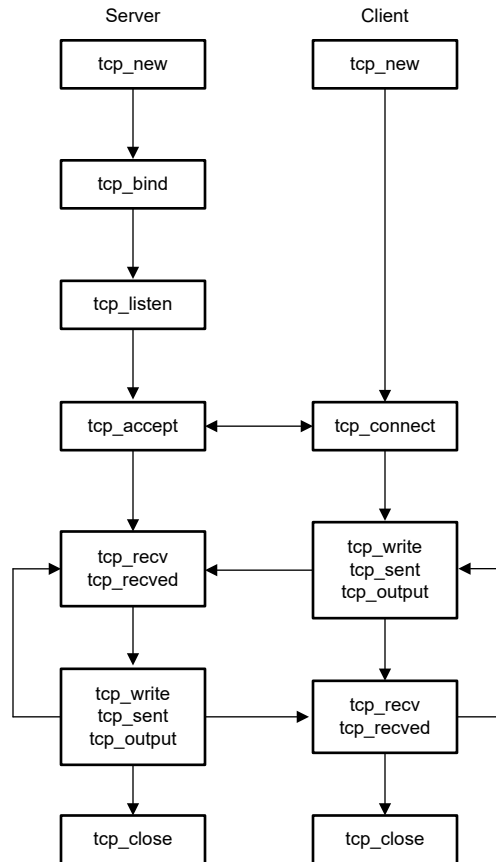 Server
Client
tcp_new
tcp_new
tcp_bind
tcp_listen
tcp_accept
tcp_connect
tcp_recv
tcp_recved
tcp_write
tcp_sent
tcp_output
tcp_write
tcp_sent
tcp_output
tcp_recv
tcp_recved
tcp_close
tcp_close